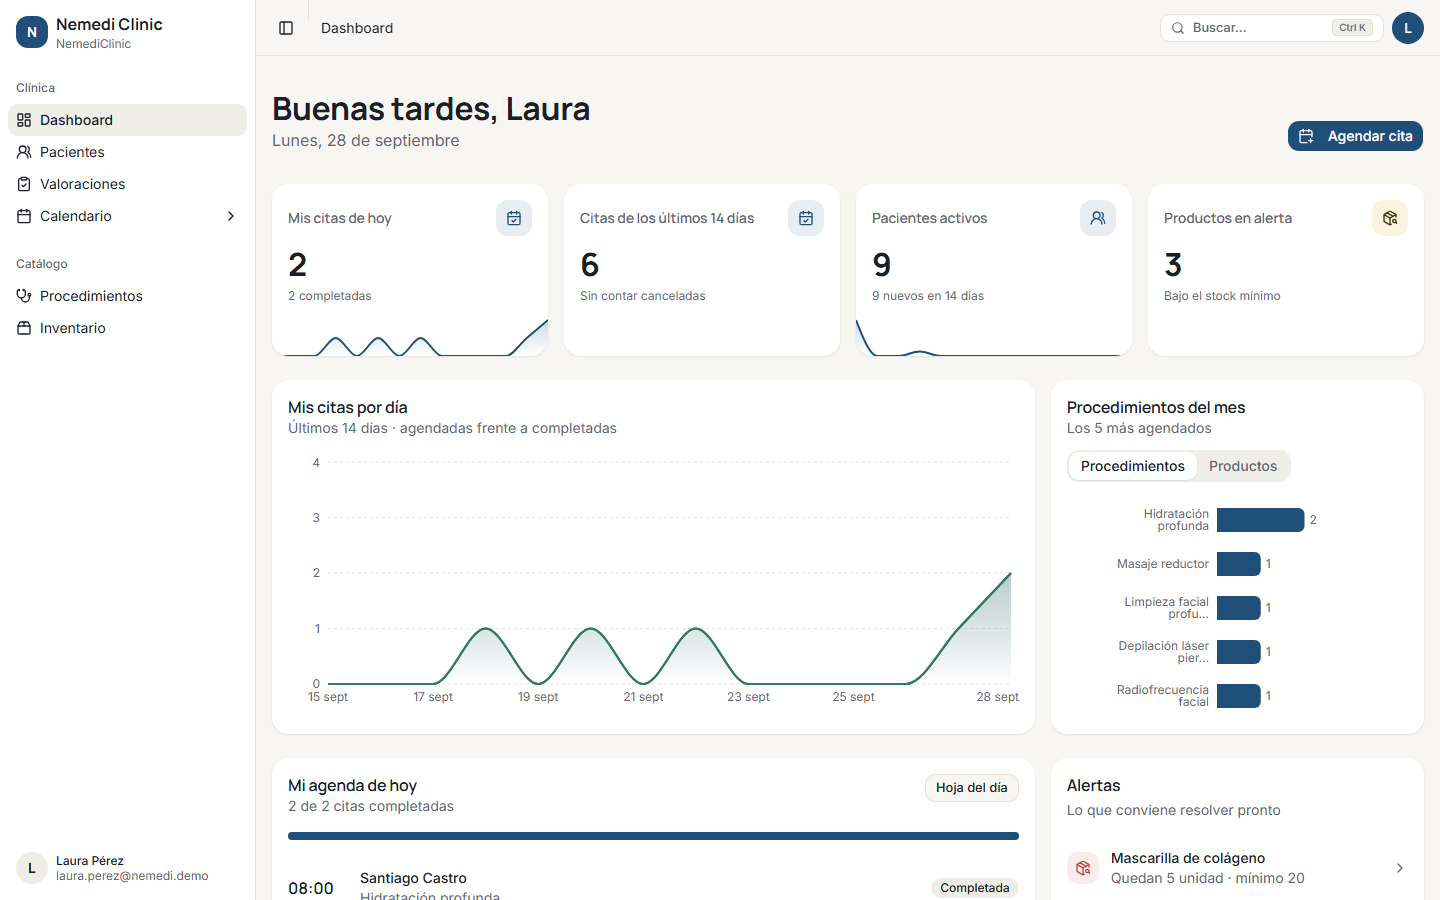 N
Nemedi Clinic
NemediClinic
Clínica
Dashboard
Pacientes
Valoraciones
Calendario
Catálogo
Procedimientos
Inventario
L
Laura Pérez
laura.perez@nemedi.demo
Dashboard
Buscar...
Ctrl K
L
Buenas tardes, Laura
Lunes, 28 de septiembre
Agendar cita
Mis citas de hoy
2
2 completadas
Citas de los últimos 14 días
6
Sin contar canceladas
Pacientes activos
9
9 nuevos en 14 días
Productos en alerta
3
Bajo el stock mínimo
Mis citas por día
Últimos 14 días · agendadas frente a completadas
4
3
2
1
0
15 sept
17 sept
19 sept
21 sept
23 sept
25 sept
28 sept
Procedimientos del mes
Los 5 más agendados
Procedimientos
Productos
Hidratación
profunda
2
Masaje reductor
1
Limpieza facial
profu...
1
Depilación láser
pier...
1
Radiofrecuencia
facial
1
Mi agenda de hoy
2 de 2 citas completadas
Hoja del día
08:00
Santiago Castro
Hidratación profunda
Completada
Alertas
Lo que conviene resolver pronto
Mascarilla de colágeno
Quedan 5 unidad · mínimo 20